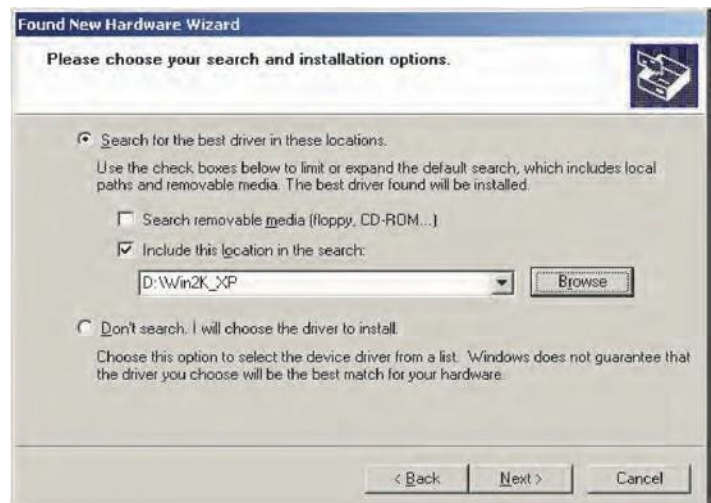 Found New Hardware Wizard
Please choose your search and installation options.
Search for the best driver in these locations.
Use the check boxes below to limit or expand the default search, which includes local
paths and removable media. The best driver found will be installed.
Search removable media (floppy, CD-ROM...)
Include this location in the search:
D:\Win2K_XP
Browse
Don't search. I will choose the driver to install.
Choose this option to select the device driver from a list. Windows does not guarantee that
the driver you choose will be the best match for your hardware.
< Back
Next >
Cancel